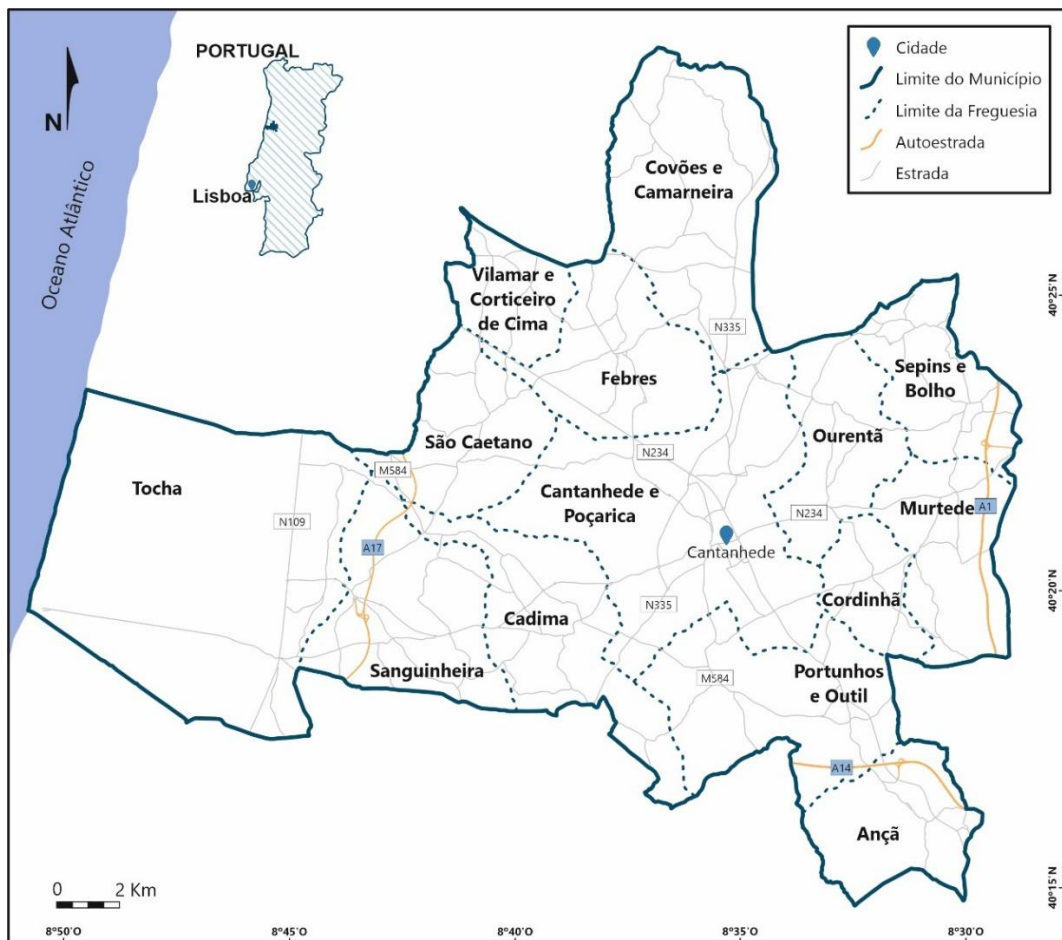 PORTUGAL
N
Lisboa
Oceano Atlântico
Cidade
Limite do Município
Limite da Freguesia
Autoestrada
Estrada
Covões e
Camarneira
Vilamar e
Corticeiro
de Cima
N335
Febres
Sepins e
Bolho
São Caetano
Ourentã
M584
N234
Tocha
Cantanhede e
Poçarica
N109
N234
Murtede
A1
A17
Cantanhede
Cordinhã
N335
Cadima
Sanguinheira
M584
Portunhos
e Outil
A14
Ançã
0 2 Km
40°25'N
40°20'N
40°15'N
8°50'O
8°45'O
8°40'O
8°35'O
8°30'O